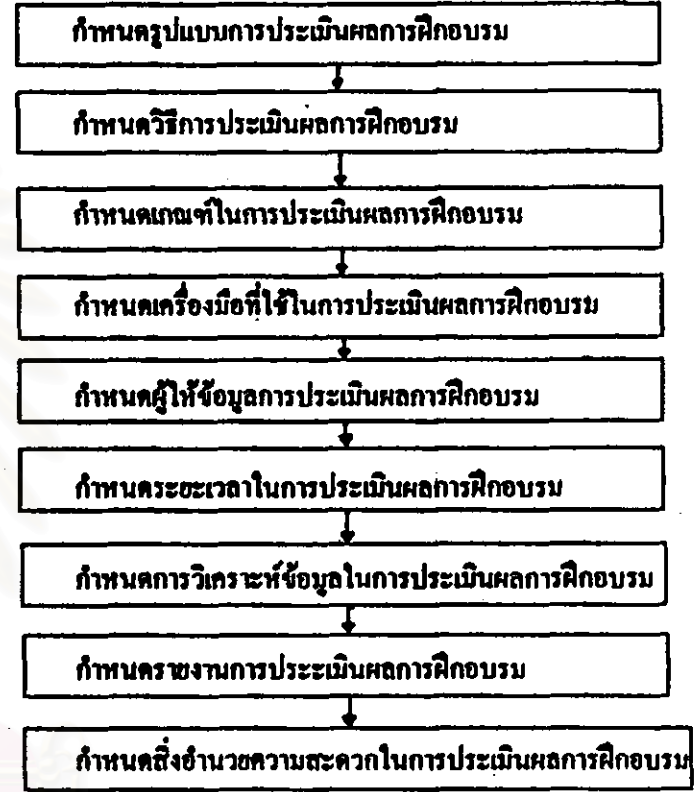 กำหนดรูปแบบการประเมินผลการฝึกอบรม
กำหนดวิธีการประเมินผลการฝึกอบรม
กำหนดเกณฑ์ในการประเมินผลการฝึกอบรม
กำหนดเครื่องมือที่ใช้ในการประเมินผลการฝึกอบรม
กำหนดผู้ให้ข้อมูลการประเมินผลการฝึกอบรม
กำหนดระยะเวลาในการประเมินผลการฝึกอบรม
กำหนดการวิเคราะห์ข้อมูลในการประเมินผลการฝึกอบรม
กำหนดรายงานการประะเมินผลการฝึกอบรม
กำหนดสิ่งอำนวยความสะดวกในการประเมินผลการฝึกอบรม